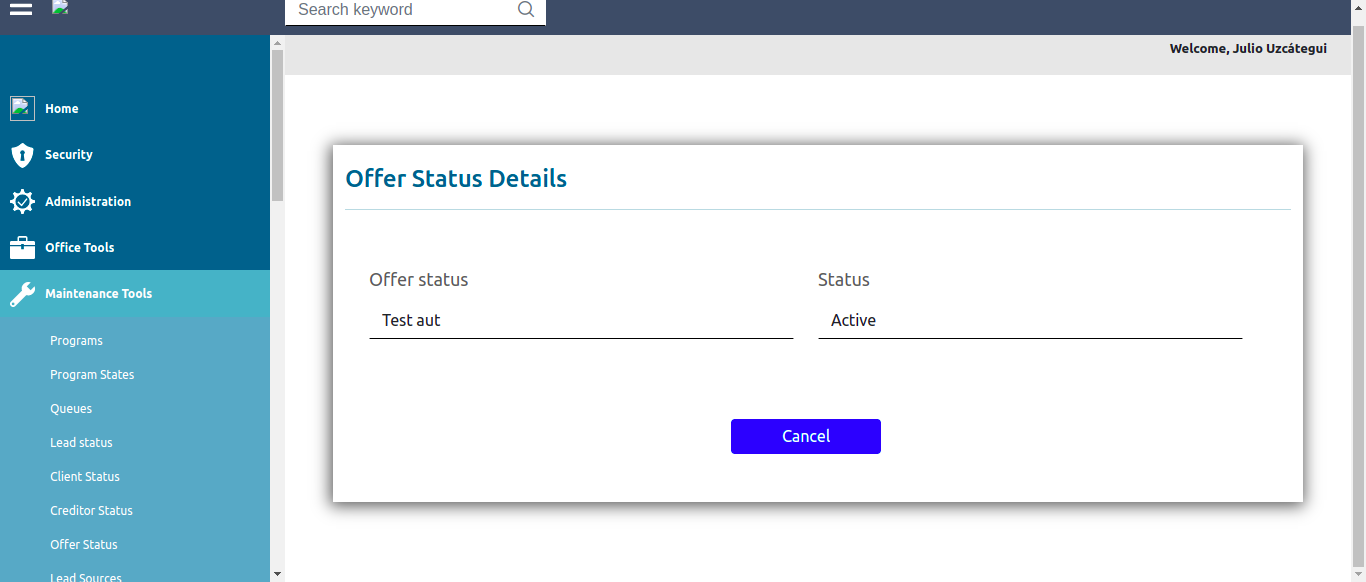 Search keyword
Welcome, Julio Uzcátegui
Home
Security
Administration
Office Tools
Maintenance Tools
Programs
Program States
Queues
Lead status
Client Status
Creditor Status
Offer Status
Lead Sources
Offer Status Details
Offer status
Status
Test aut
Active
Cancel